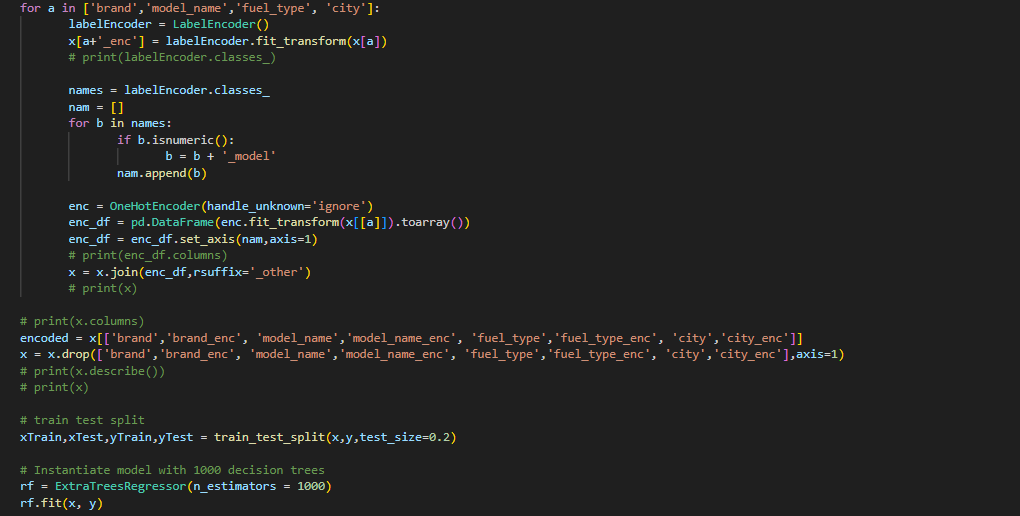 for a in ['brand','model_name','fuel_type', 'city']:
labelEncoder = LabelEncoder()
x[a+'_enc'] = labelEncoder.fit_transform(x[a])
# print(labelEncoder.classes_)
names = labelEncoder.classes_
nam = []
for b in names:
if b.isnumeric():
b = b + '_model'
nam.append(b)
enc = OneHotEncoder(handle_unknown='ignore')
enc_df = pd.DataFrame(enc.fit_transform(x[[a]]).toarray())
enc_df = enc_df.set_axis(nam,axis=1)
# print(enc_df.columns)
x = x.join(enc_df,rsuffix='_other')
# print(x)
# print(x.columns)
encoded = x[['brand','brand_enc', 'model_name','model_name_enc', 'fuel_type','fuel_type_enc', 'city','city_enc']]
x = x.drop(['brand','brand_enc', 'model_name','model_name_enc', 'fuel_type','fuel_type_enc', 'city','city_enc'],axis=1)
# print(x.describe())
# print(x)
# train test split
xTrain,xTest,yTrain,yTest = train_test_split(x,y,test_size=0.2)
# Instantiate model with 1000 decision trees
rf = ExtraTreesRegressor(n_estimators = 1000)
rf.fit(x, y)